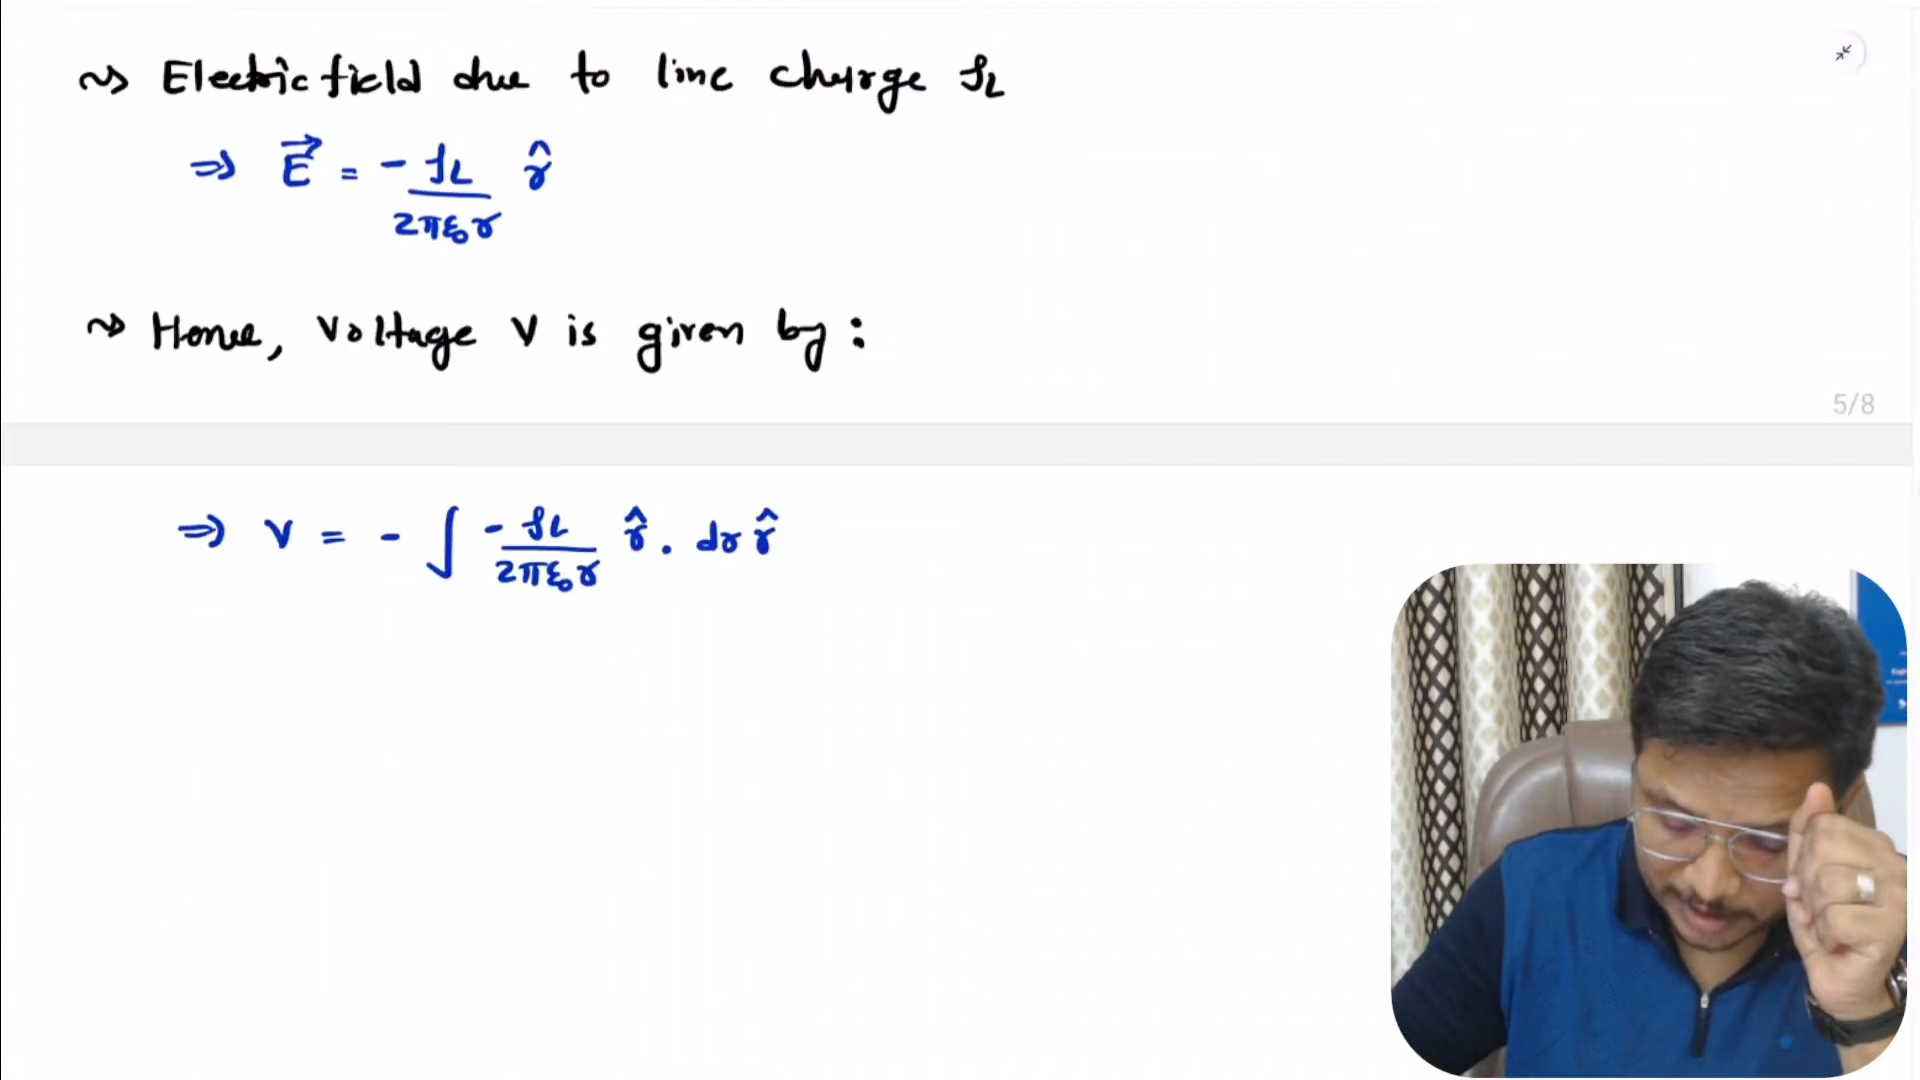 ~> Electric field due to line charge ρL
⇒ E⃗ = -ρL / 2πε₀r r̂
~> Hence, Voltage V is given by:
5/8
⇒ V = - ∫ -ρL / 2πε₀r r̂ . dr r̂